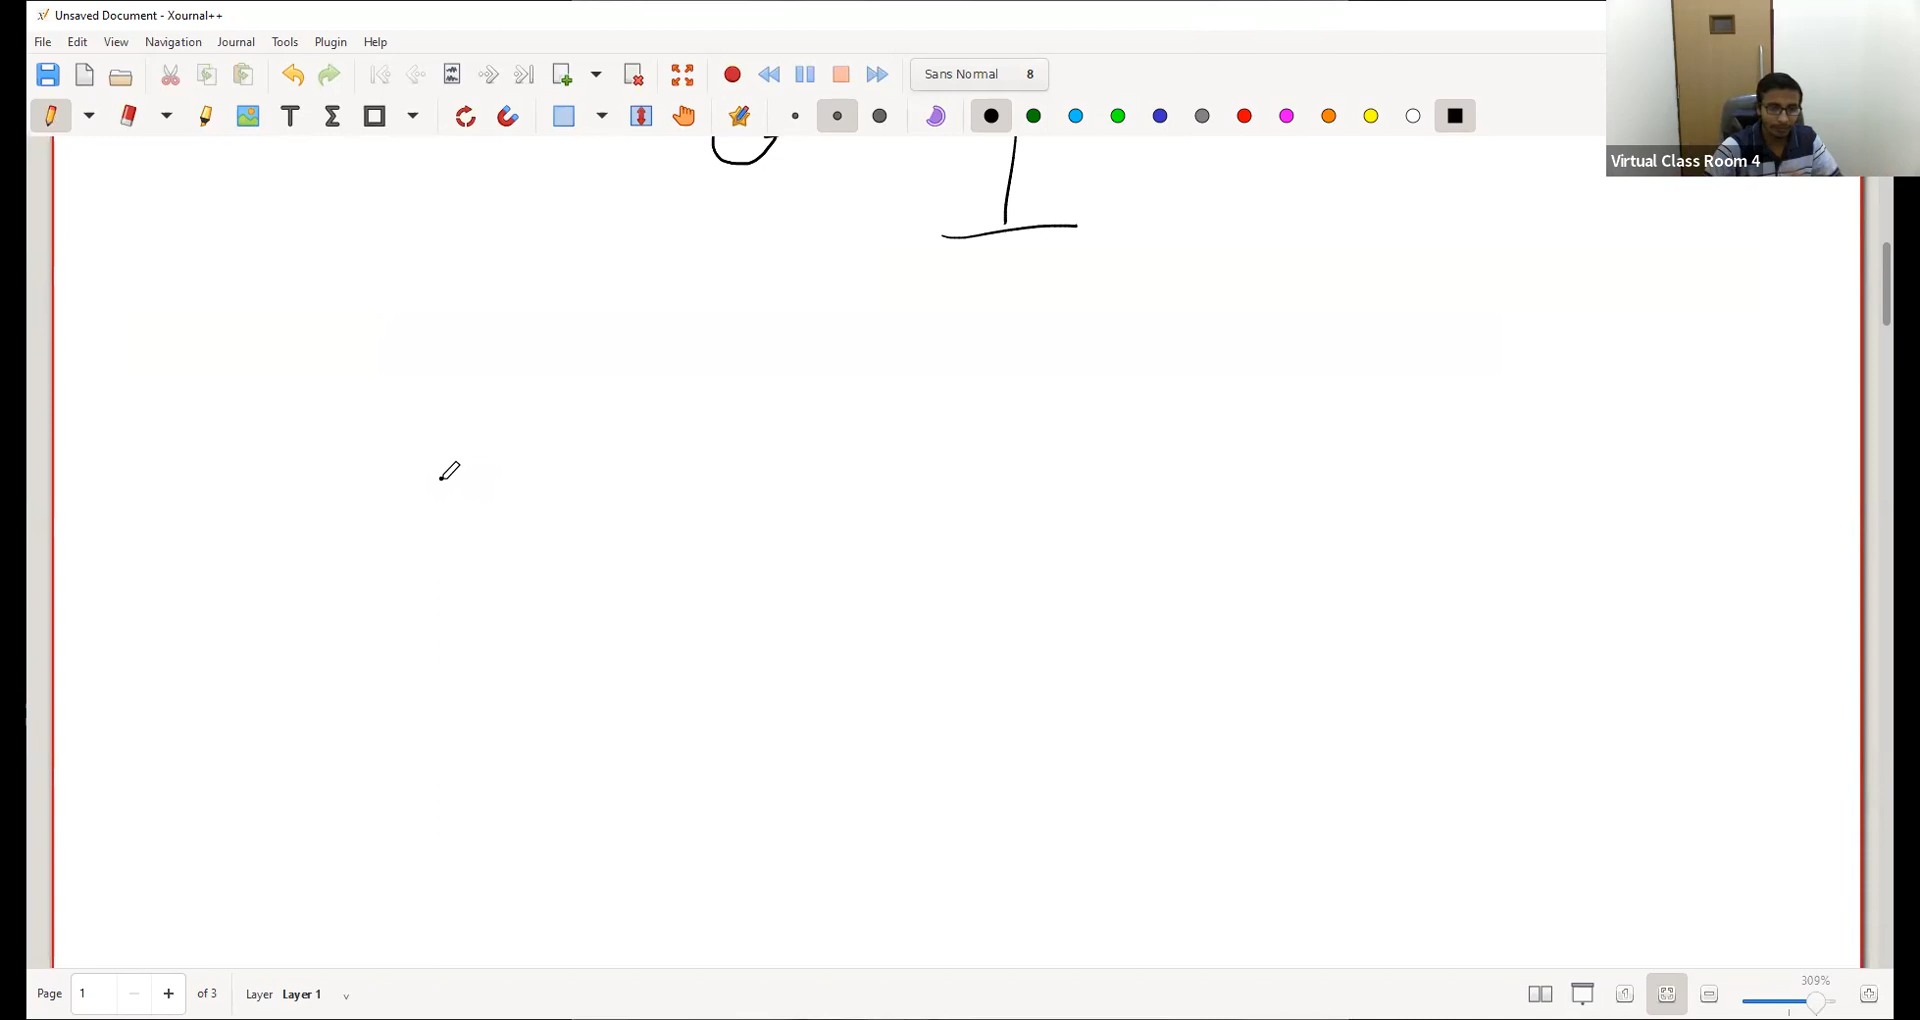 Unsaved Document - Xournal++
File Edit View Navigation Journal Tools Plugin Help
Sans Normal 8
Virtual Class Room 4
Page 1 of 3 Layer Layer 1
309%